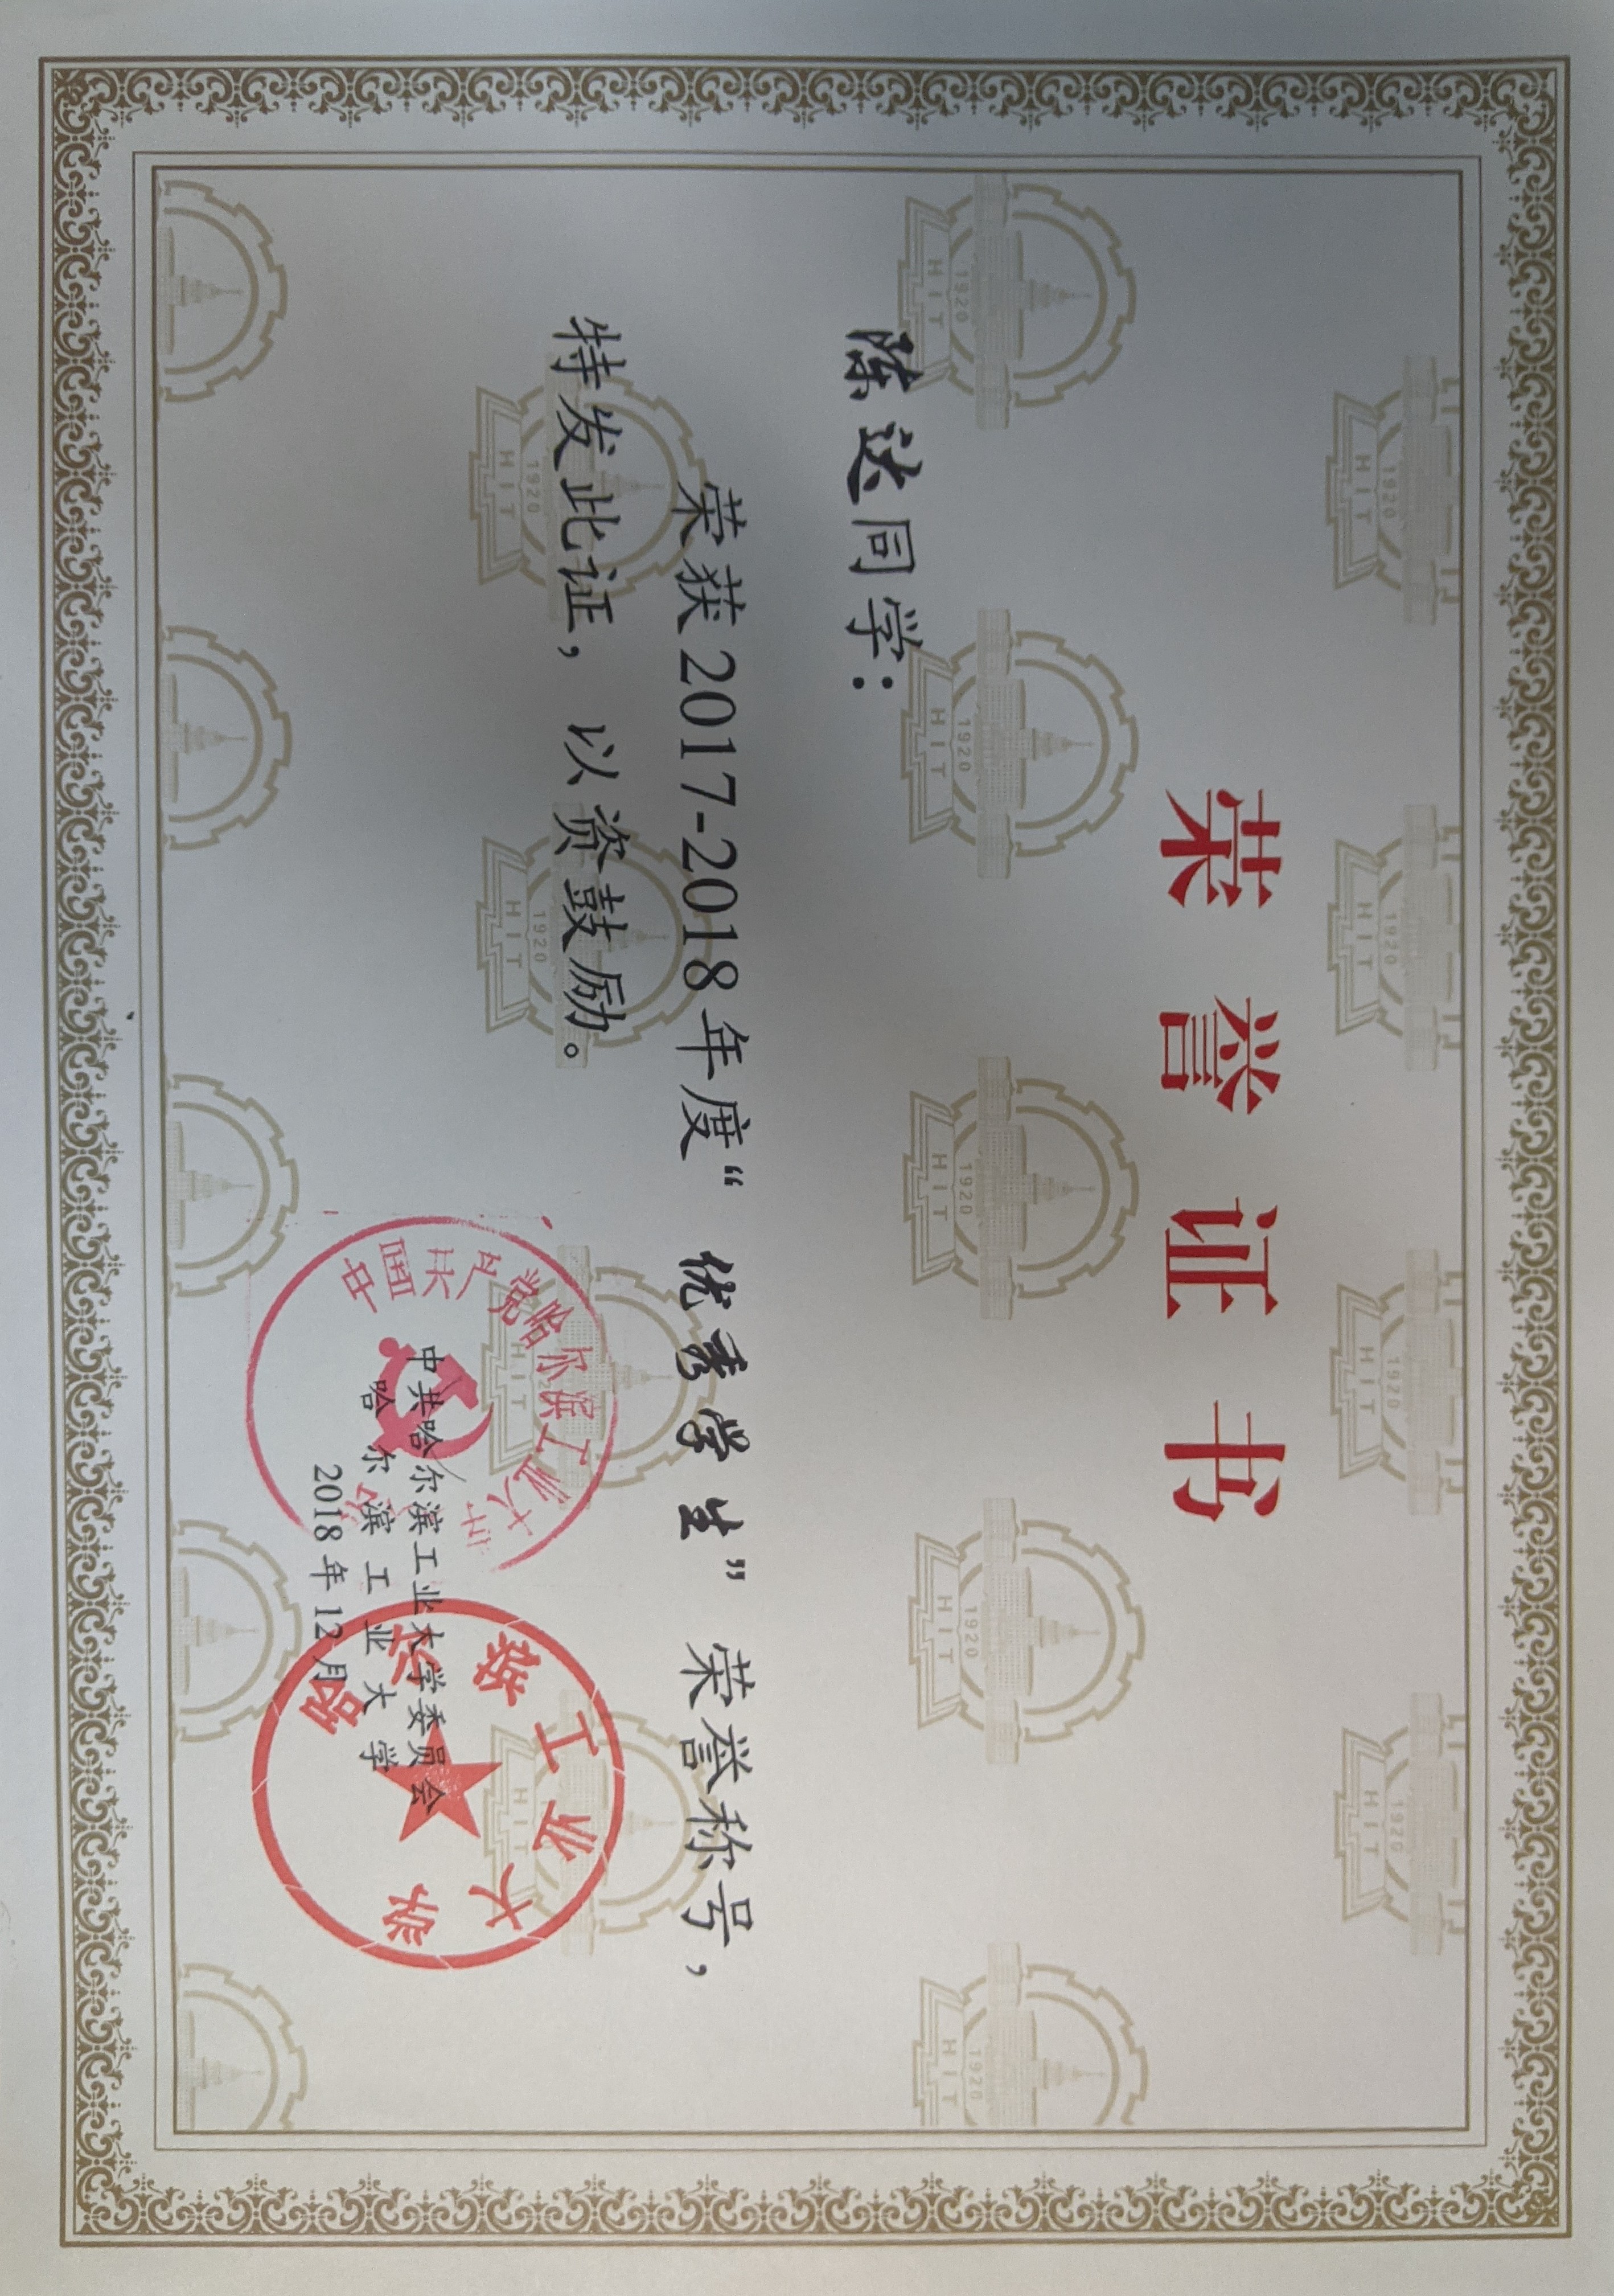 荣誉证书
陈达同学：
荣获2017-2018年度“优秀学生”荣誉称号，
特发此证，以资鼓励。
中共哈尔滨工业大学委员会
哈尔滨工业大学
2018年12月
中国共产党哈尔滨工业大学
哈尔滨工业大学
1920
HIT